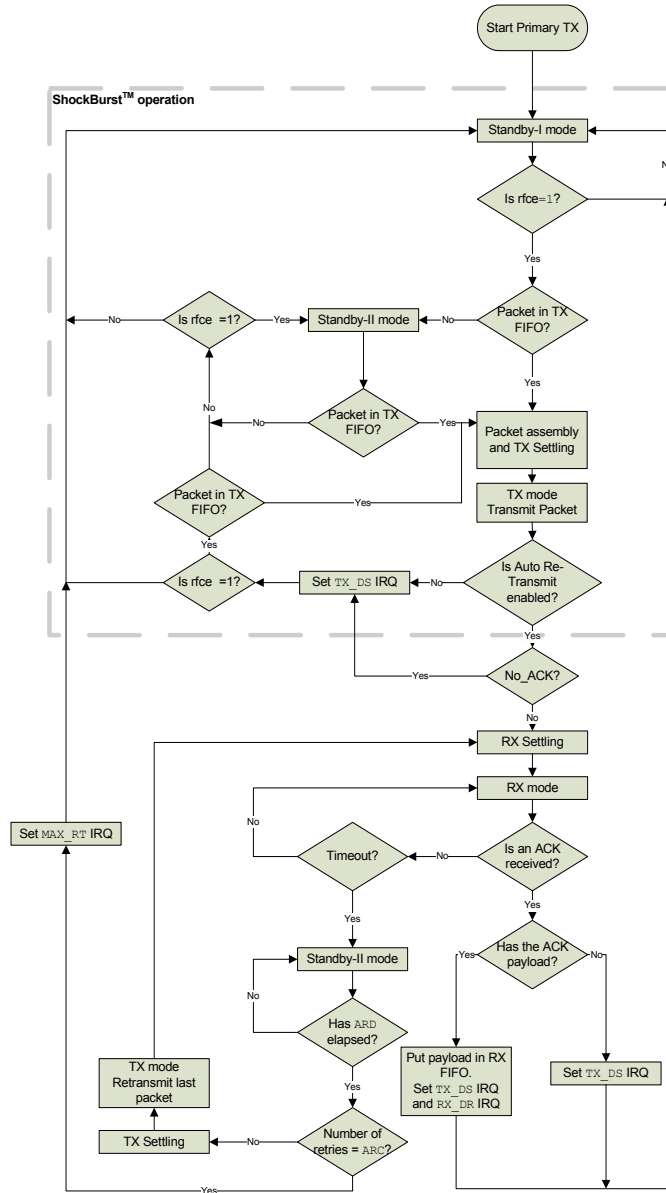 Start Primary TX
ShockBurst™ operation
Standby-I mode
Is rfce=1?
Yes
Is rfce =1?
No
Yes
Standby-II mode
No
Packet in TX
FIFO?
Yes
No
No
Packet in TX
FIFO?
Yes
Packet assembly
and TX Settling
Packet in TX
FIFO?
Yes
TX mode
Transmit Packet
Yes
Is rfce =1?
Set TX_DS IRQ
No
Is Auro Re-
Transmit
enabled?
Yes
Yes
No_ACK?
No
RX Settling
RX mode
No
Set MAX_RT IRQ
Timeout?
No
Is an ACK
received?
Yes
Yes
Has the ACK
payload?
Yes
No
Standby-II mode
No
Has ARD
elapsed?
TX mode
Retransmit last
packet
Put payload in RX
FIFO.
Set TX_DS IRQ
and RX_DR IRQ
Set TX_DS IRQ
Yes
TX Settling
No
Number of
retries = ARC?
Yes